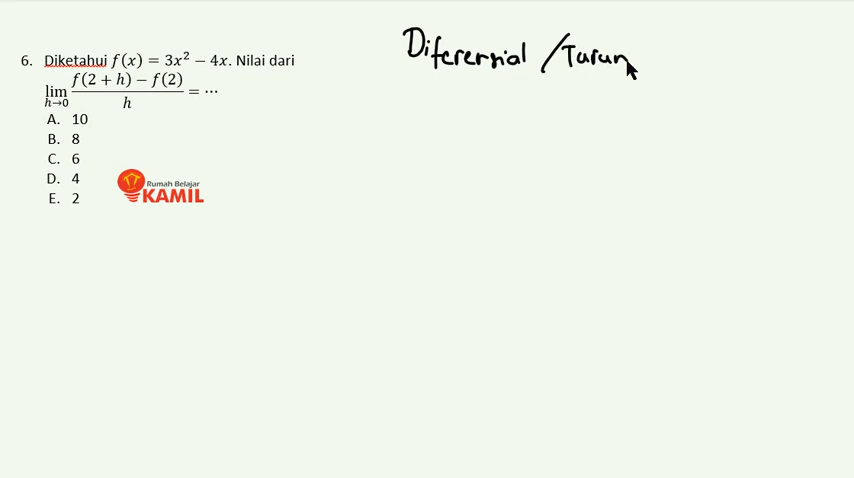 6. Diketahui f(x) = 3x² − 4x. Nilai dari
lim h→0 f(2 + h) − f(2) / h = ⋯
A. 10
B. 8
C. 6
D. 4
E. 2
Rumah Belajar
KAMIL
Diferensial /Turun